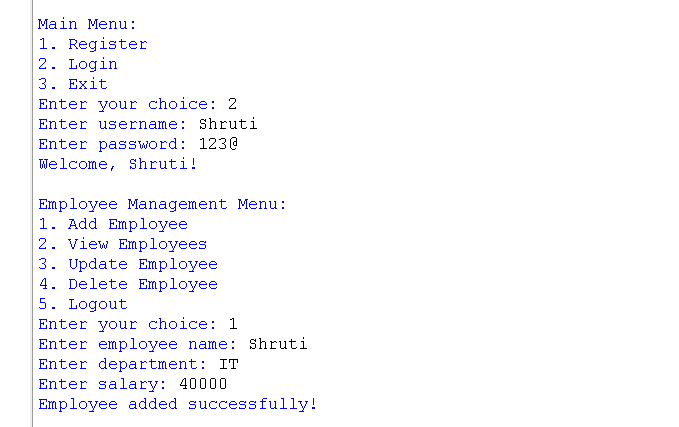 Main Menu:
1. Register
2. Login
3. Exit
Enter your choice: 2
Enter username: Shruti
Enter password: 123@
Welcome, Shruti!
Employee Management Menu:
1. Add Employee
2. View Employees
3. Update Employee
4. Delete Employee
5. Logout
Enter your choice: 1
Enter employee name: Shruti
Enter department: IT
Enter salary: 40000
Employee added successfully!